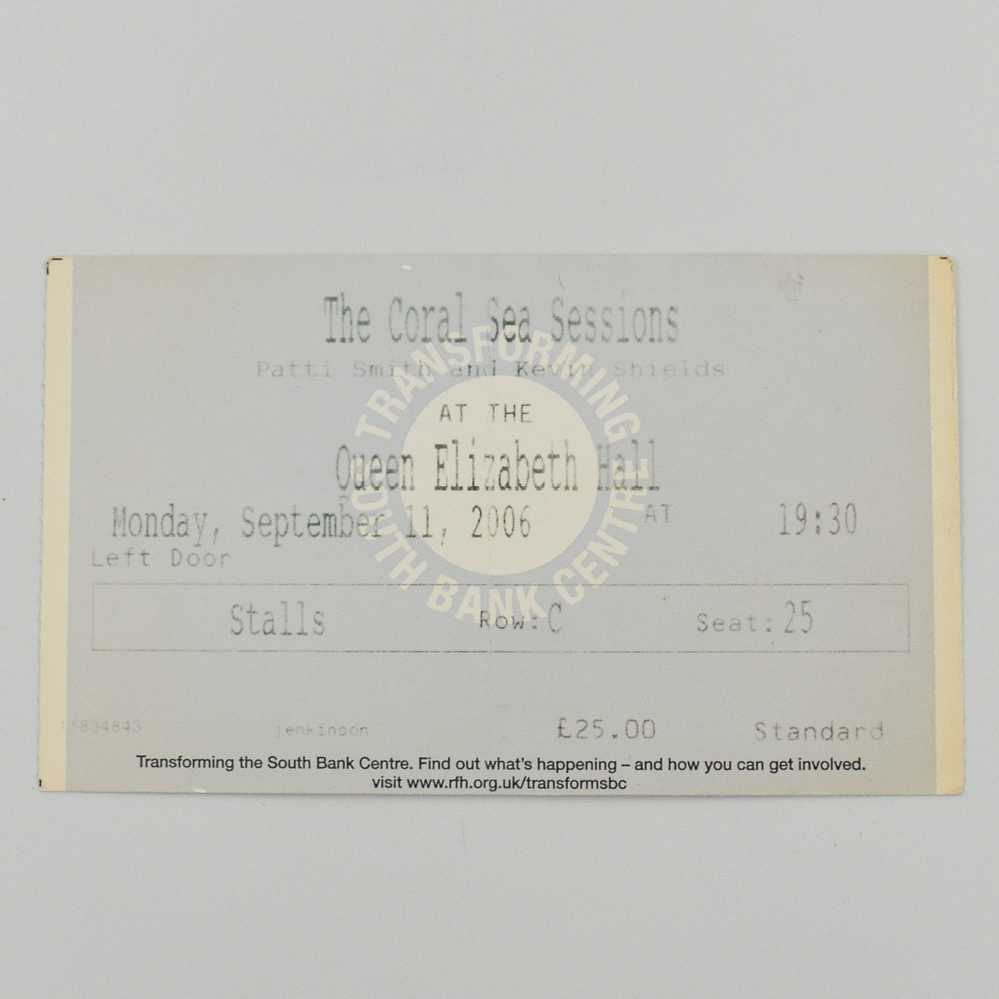 The Coral Sea Sessions
Patti Smith and Kevin Shields
AT THE
Queen Elizabeth Hall
Monday, September 11, 2006 AT 19:30
Left Door
Stalls Row: C Seat: 25
jenkinson £25.00 Standard
TRANSFORMING
SOUTH BANK CENTRE
Transforming the South Bank Centre. Find out what's happening – and how you can get involved.
visit www.rfh.org.uk/transformsbc